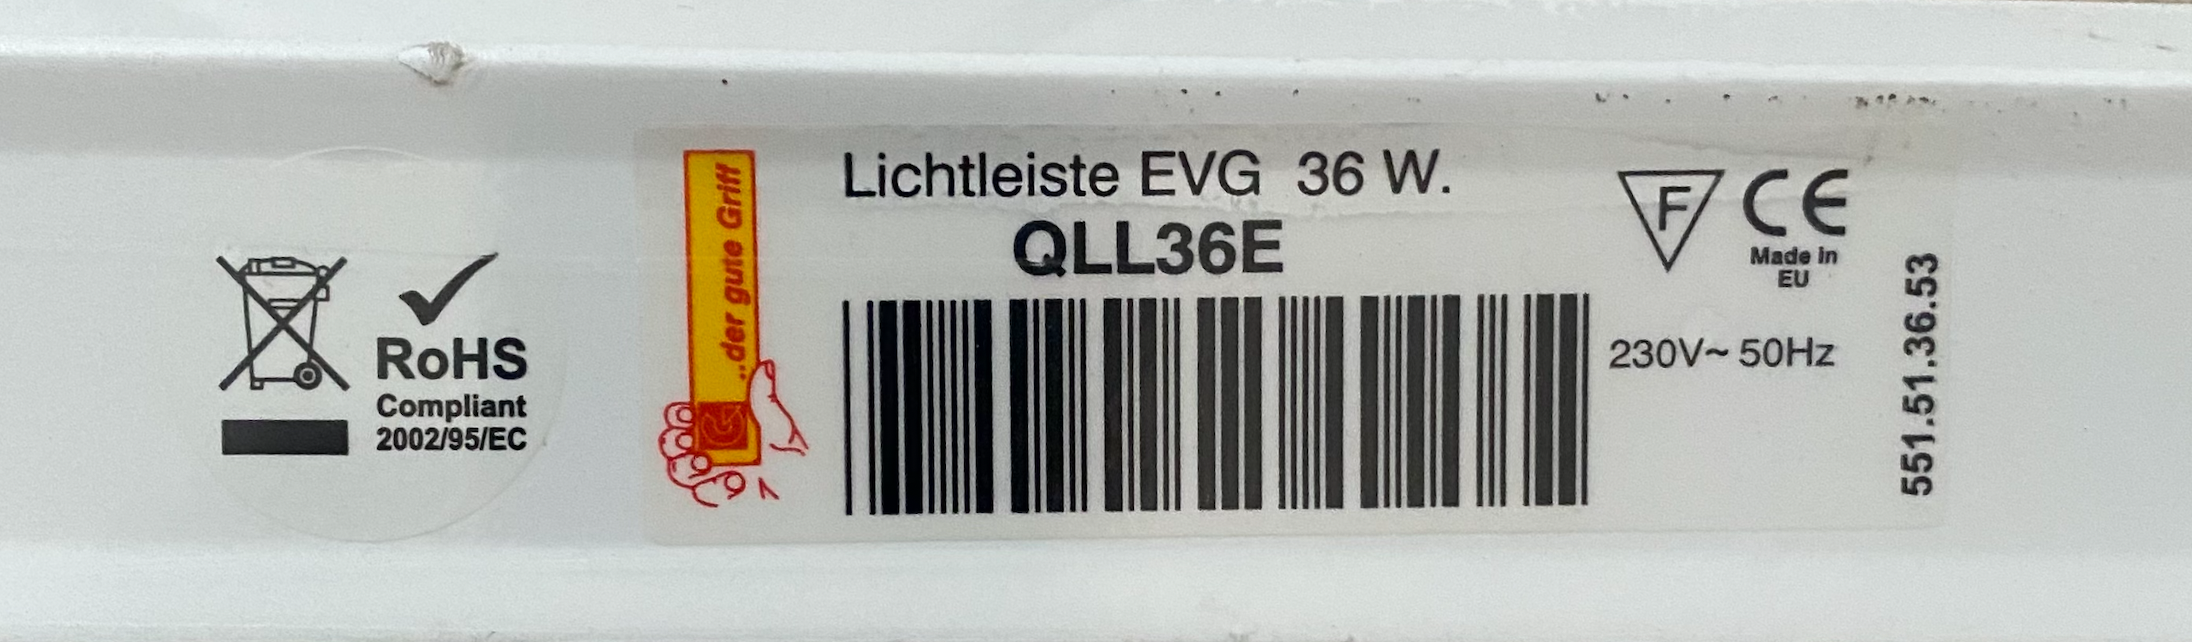 RoHS
Compliant
2002/95/EC
...der gute Griff
Lichtleiste EVG 36 W.
QLL36E
F CE
Made in
EU
230V~ 50Hz
551.51.36.53